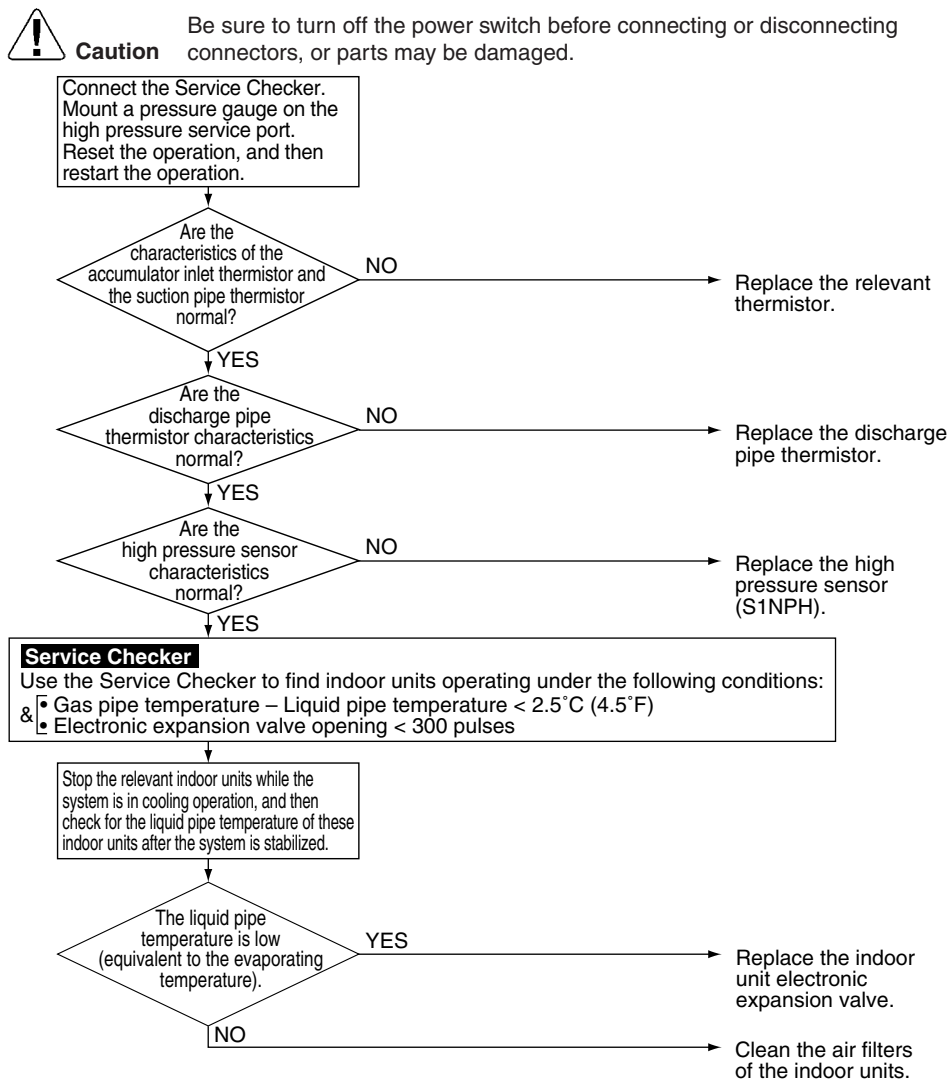 Caution
Be sure to turn off the power switch before connecting or disconnecting
connectors, or parts may be damaged.
Connect the Service Checker.
Mount a pressure gauge on the
high pressure service port.
Reset the operation, and then
restart the operation.
Are the
characteristics of the
accumulator inlet thermistor and
the suction pipe thermistor
normal?
NO
Replace the relevant
thermistor.
YES
Are the
discharge pipe
thermistor characteristics
normal?
NO
Replace the discharge
pipe thermistor.
YES
Are the
high pressure sensor
characteristics
normal?
NO
Replace the high
pressure sensor
(S1NPH).
YES
Service Checker
Use the Service Checker to find indoor units operating under the following conditions:
& • Gas pipe temperature – Liquid pipe temperature < 2.5˚C (4.5˚F)
• Electronic expansion valve opening < 300 pulses
Stop the relevant indoor units while the
system is in cooling operation, and then
check for the liquid pipe temperature of these
indoor units after the system is stabilized.
The liquid pipe
temperature is low
(equivalent to the evaporating
temperature).
YES
Replace the indoor
unit electronic
expansion valve.
NO
Clean the air filters
of the indoor units.